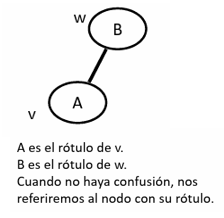 w
B
A
v
A es el rótulo de v.
B es el rótulo de w.
Cuando no haya confusión, nos
referiremos al nodo con su rótulo.